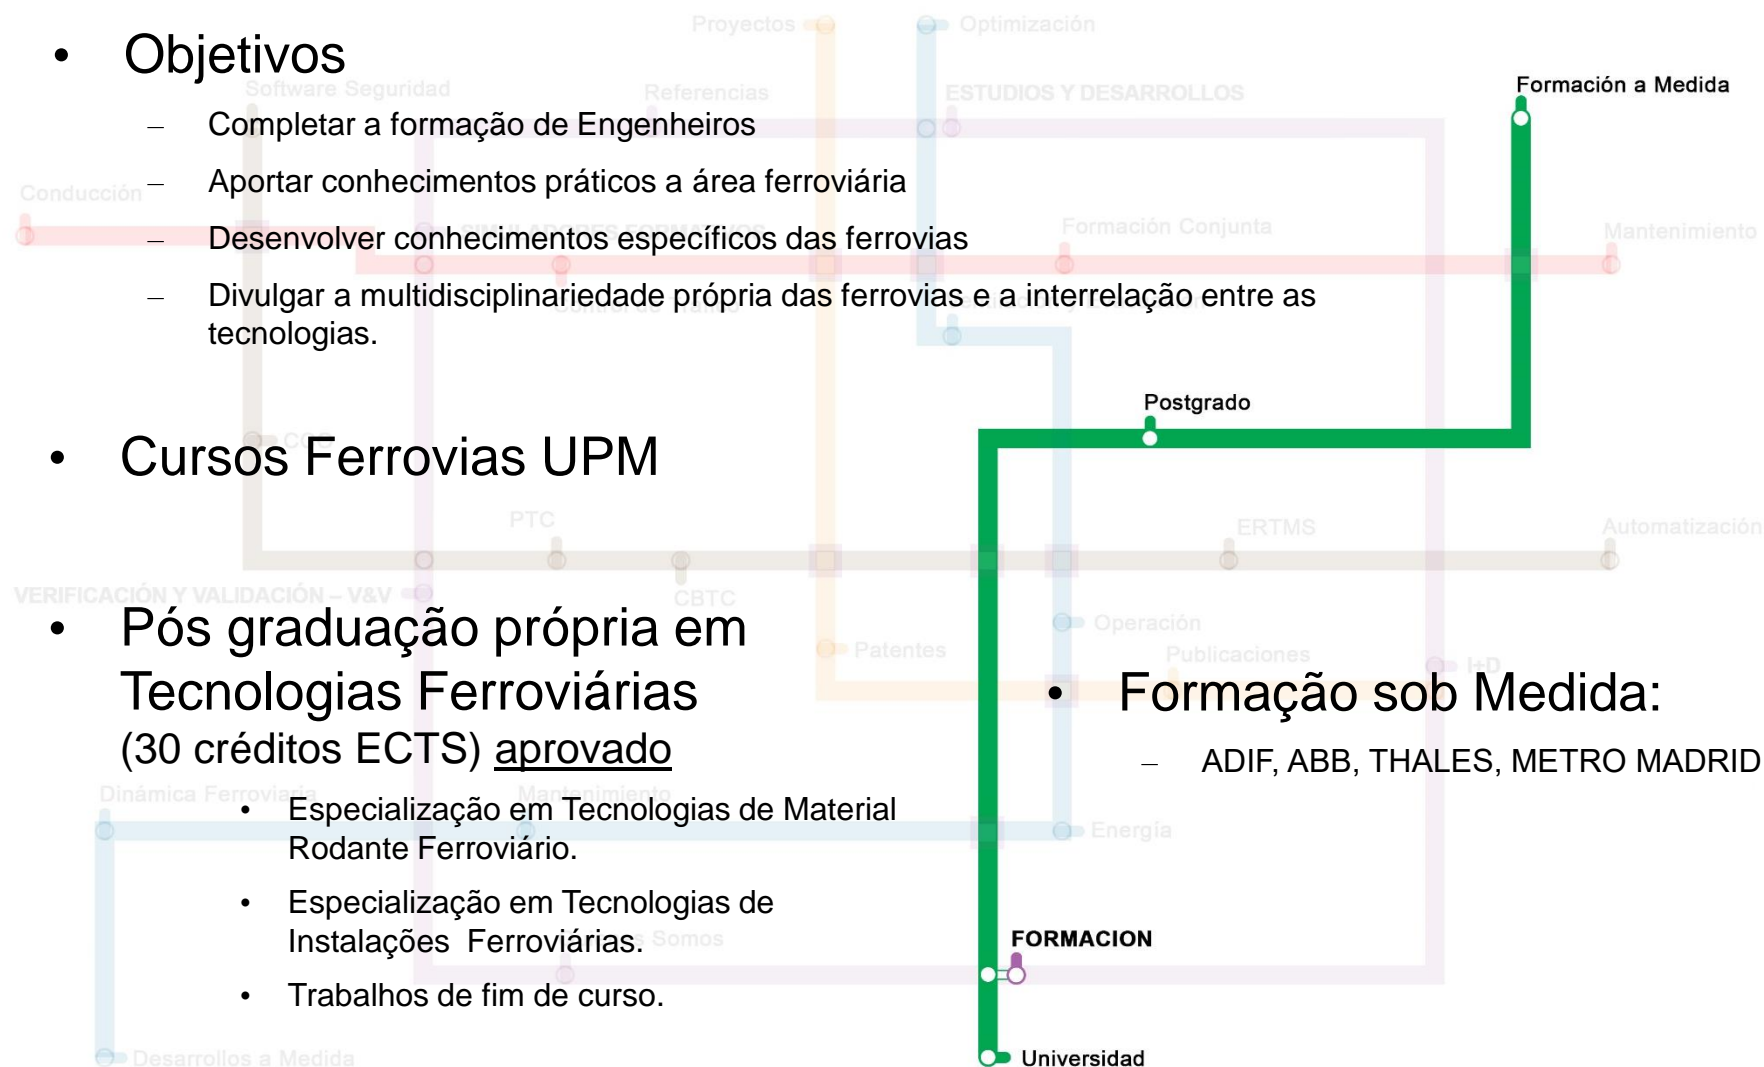 Proyectos
Optimización
• Objetivos
Formación a Medida
Software Seguridad
Referencias
ESTUDIOS Y DESARROLLOS
– Completar a formação de Engenheiros
– Aportar conhecimentos práticos a área ferroviária
Conducción
Formación Conjunta
Mantenimiento
– Desenvolver conhecimentos específicos das ferrovias
– Divulgar a multidisciplinariedade própria das ferrovias e a interrelação entre as
tecnologias.
Postgrado
• Cursos Ferrovias UPM
PTC
ERTMS
Automatización
VERIFICACIÓN Y VALIDACIÓN – V&V
CBTC
• Pós graduação própria em
Tecnologias Ferroviárias
(30 créditos ECTS) aprovado
Operación
Patentes
Publicaciones
I+D
• Formação sob Medida:
– ADIF, ABB, THALES, METRO MADRID
Dinámica Ferroviaria
Mantenimiento
• Especialização em Tecnologias de Material
Rodante Ferroviário.
Energía
• Especialização em Tecnologias de
Instalações Ferroviárias.
Somos
FORMACION
• Trabalhos de fim de curso.
Desarrollos a Medida
Universidad